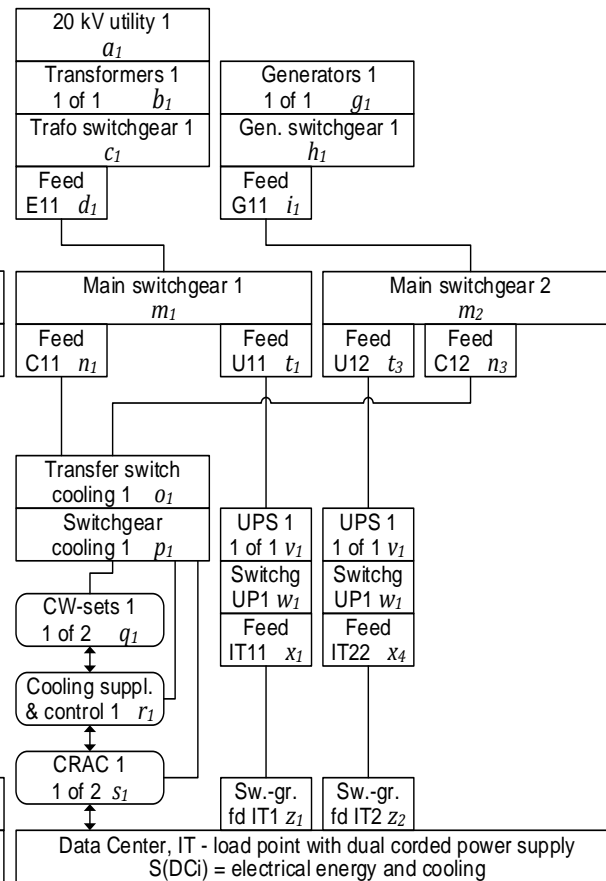 20 kV utility 1
a1
Transformers 1
1 of 1 b1
Trafo switchgear 1
c1
Feed
E11 d1
Generators 1
1 of 1 g1
Gen. switchgear 1
h1
Feed
G11 i1
Main switchgear 1
m1
Main switchgear 2
m2
Feed
C11 n1
Feed
U11 t1
Feed
U12 t3
Feed
C12 n3
Transfer switch
cooling 1 o1
Switchgear
cooling 1 p1
UPS 1
1 of 1 v1
Switchg
UP1 w1
Feed
IT11 x1
UPS 1
1 of 1 v1
Switchg
UP1 w1
Feed
IT22 x4
CW-sets 1
1 of 2 q1
Cooling suppl.
& control 1 r1
CRAC 1
1 of 2 s1
Sw.-gr.
fd IT1 z1
Sw.-gr.
fd IT2 z2
Data Center, IT - load point with dual corded power supply
S(DCi) = electrical energy and cooling